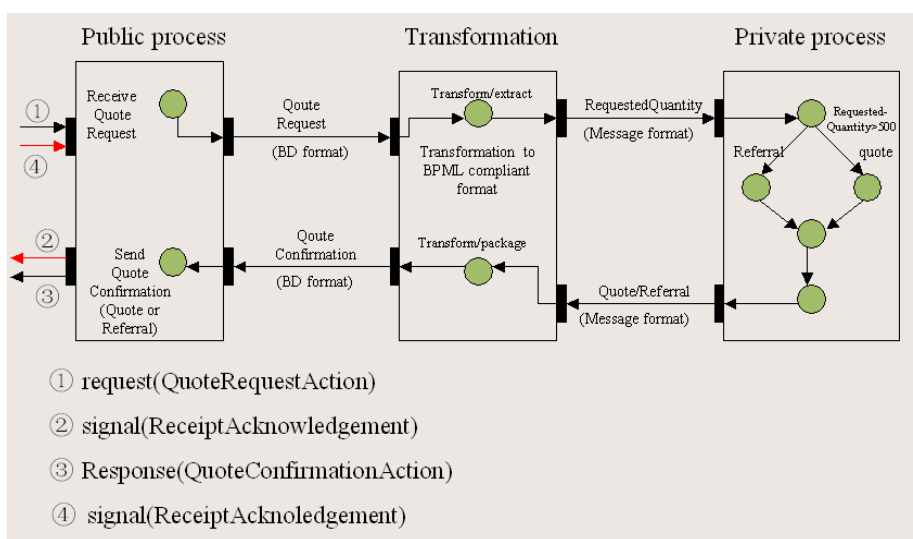 Public process
Transformation
Private process
①
④
Receive
Quote
Request
Qoute
Request
(BD format)
Transform/extract
Transformation to
BPML compliant
format
RequestedQuantity
(Message format)
Requested-
Quantity>500
Referral
quote
②
③
Send
Quote
Confirmation
(Quote or
Referral)
Qoute
Confirmation
(BD format)
Transform/package
Quote/Referral
(Message format)
① request(QuoteRequestAction)
② signal(ReceiptAcknowledgement)
③ Response(QuoteConfirmationAction)
④ signal(ReceiptAcknoledgement)